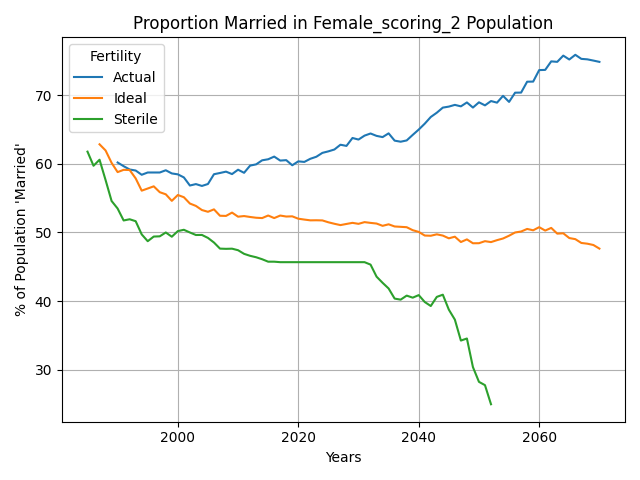 Proportion Married in Female_scoring_2 Population
Fertility
Actual
Ideal
Sterile
% of Population 'Married'
70
60
50
40
30
2000
2020
2040
2060
Years